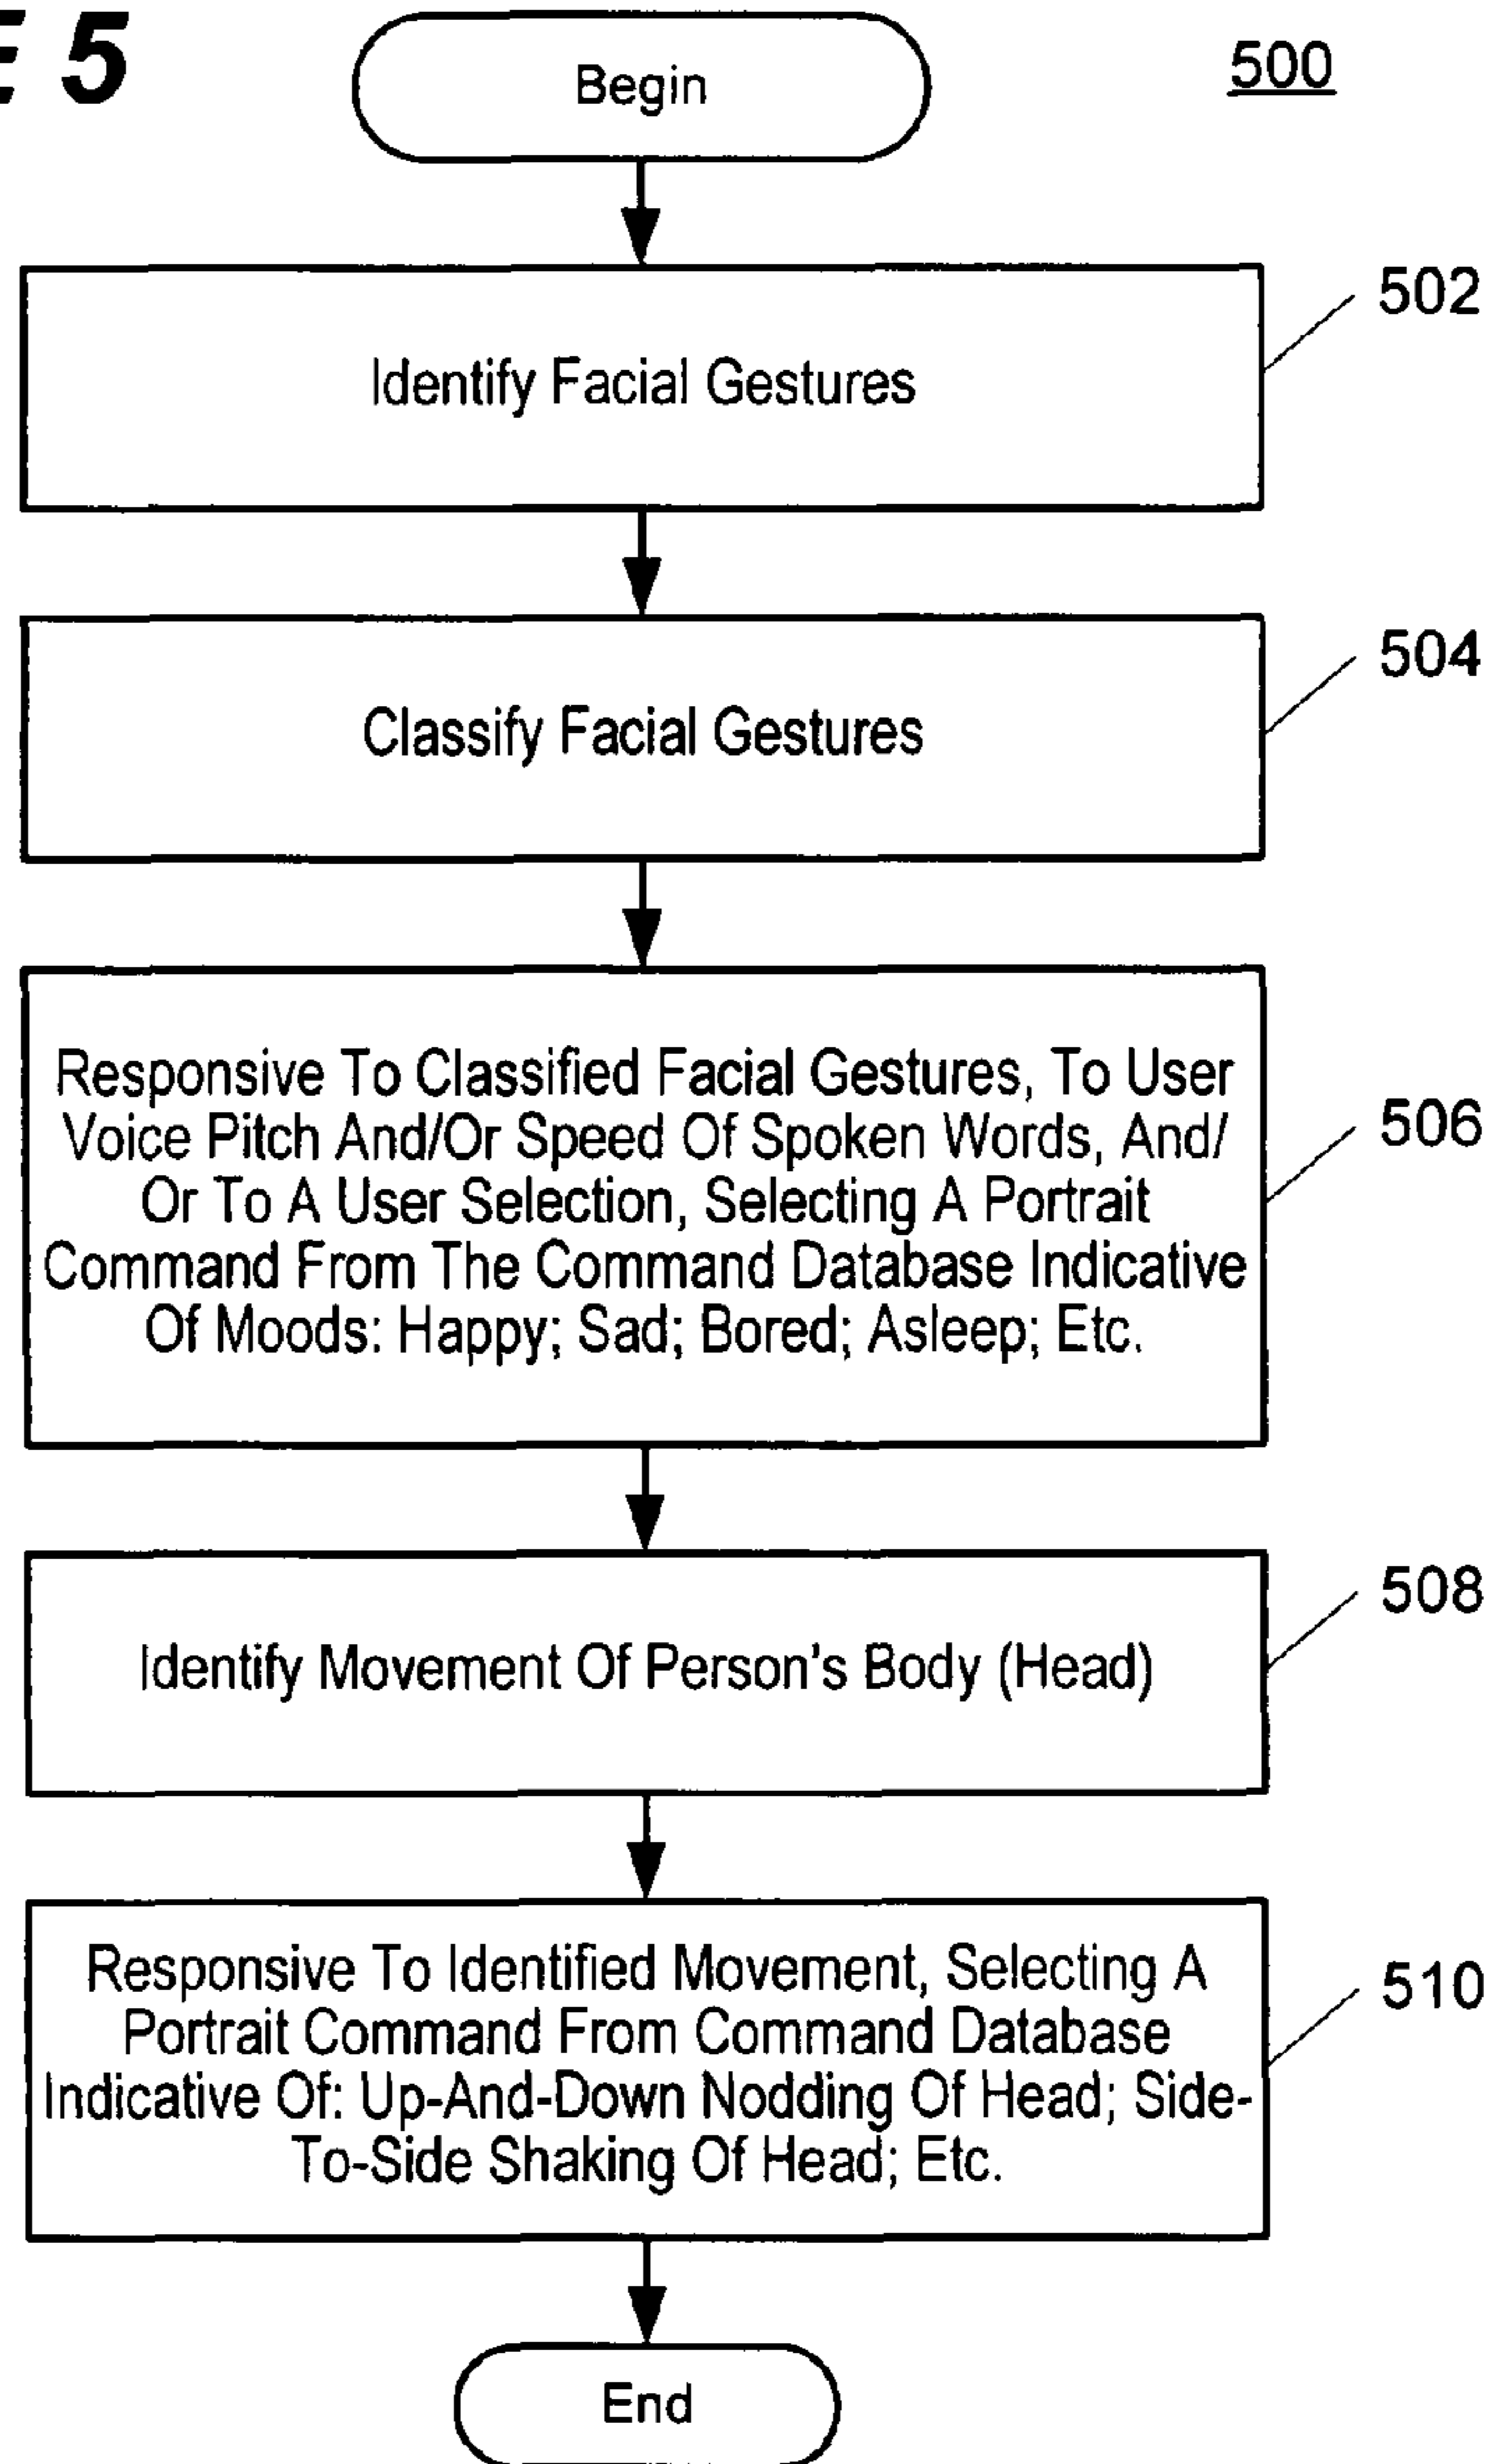 E 5
Begin
500
502
Identify Facial Gestures
504
Classify Facial Gestures
506
Responsive To Classified Facial Gestures, To User
Voice Pitch And/Or Speed Of Spoken Words, And/
Or To A User Selection, Selecting A Portrait
Command From The Command Database Indicative
Of Moods: Happy; Sad; Bored; Asleep; Etc.
508
Identify Movement Of Person's Body (Head)
510
Responsive To Identified Movement, Selecting A
Portrait Command From Command Database
Indicative Of: Up-And-Down Nodding Of Head; Side-
To-Side Shaking Of Head; Etc.
End